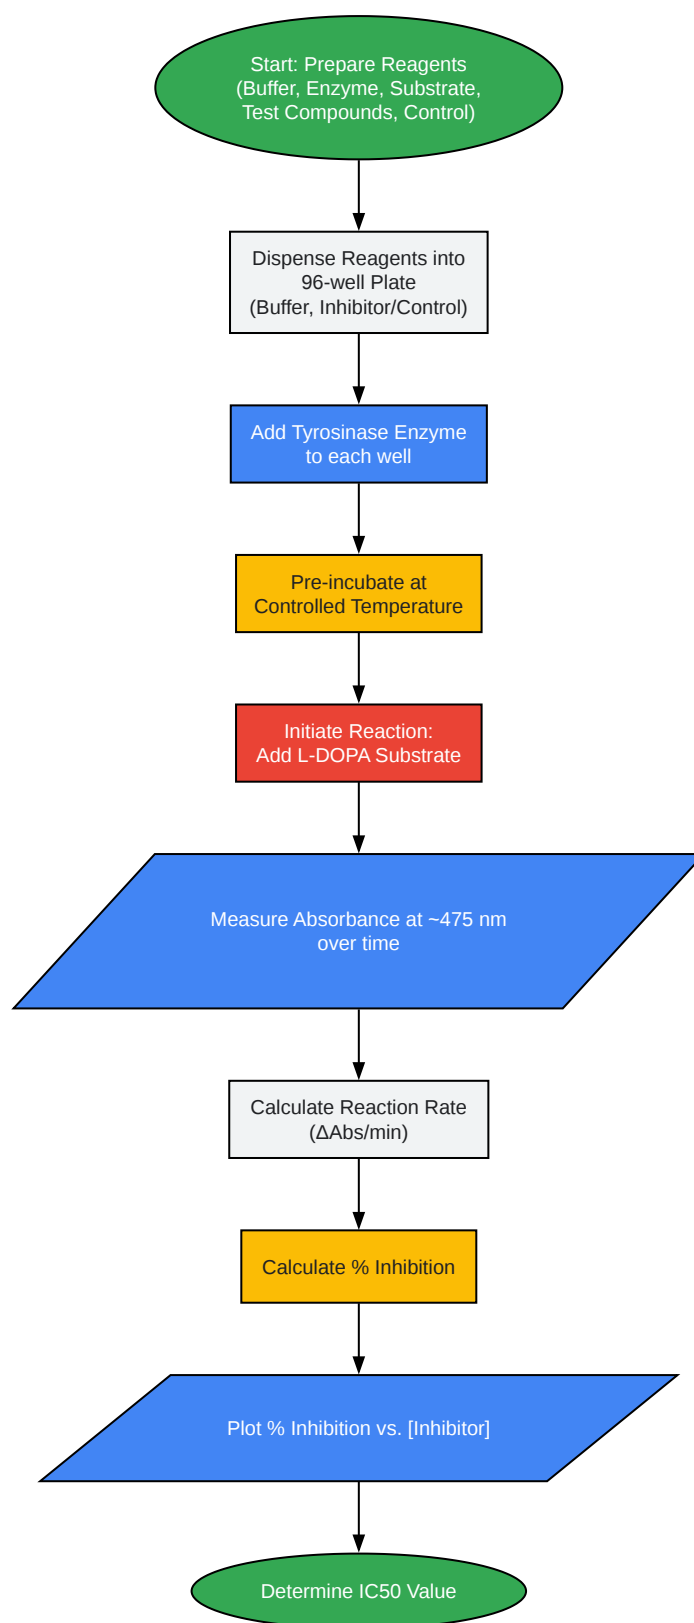 Start: Prepare Reagents
(Buffer, Enzyme, Substrate,
Test Compounds, Control)
Dispense Reagents into
96-well Plate
(Buffer, Inhibitor/Control)
Add Tyrosinase Enzyme
to each well
Pre-incubate at
Controlled Temperature
Initiate Reaction:
Add L-DOPA Substrate
Measure Absorbance at ~475 nm
over time
Calculate Reaction Rate
(ΔAbs/min)
Calculate % Inhibition
Plot % Inhibition vs. [Inhibitor]
Determine IC50 Value